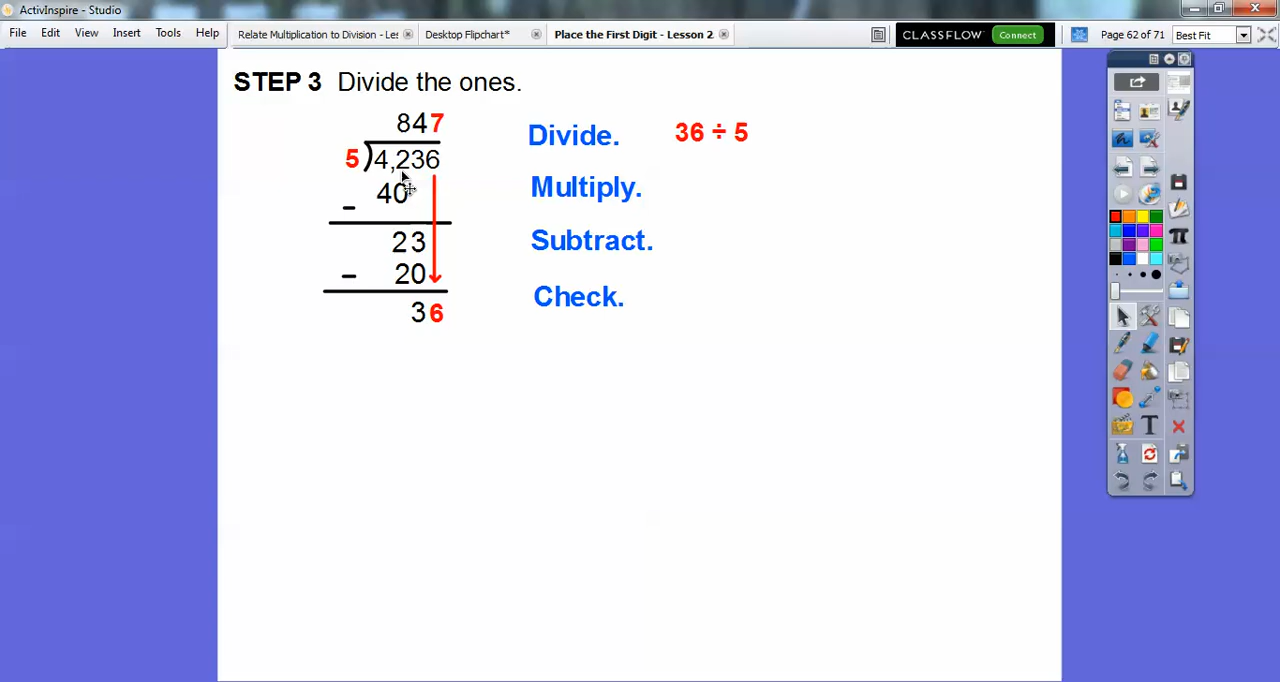 ActivInspire - Studio
File Edit View Insert Tools Help
Relate Multiplication to Division - Les
Desktop Flipchart*
Place the First Digit - Lesson 2.
CLASSFLOW Connect
Page 62 of 71
Best Fit
STEP 3 Divide the ones.
847
5)4,236
- 40
23
- 20
36
Divide. 36 ÷ 5
Multiply.
Subtract.
Check.